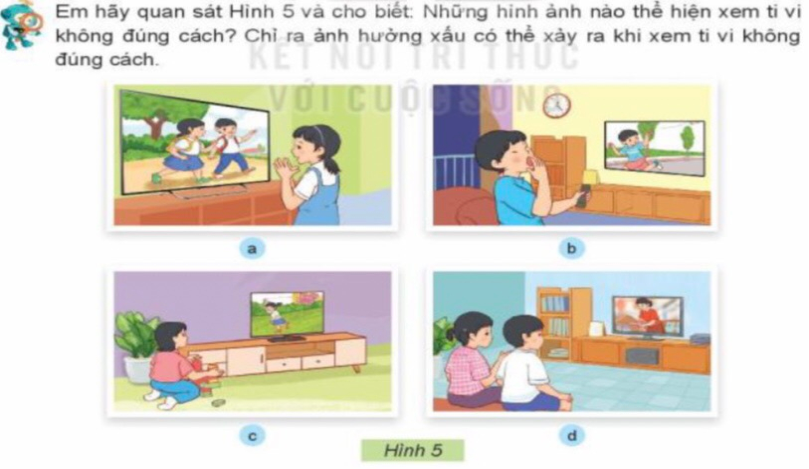 Em hãy quan sát Hình 5 và cho biết: Những hình ảnh nào thể hiện xem ti vi
không đúng cách? Chỉ ra ảnh hưởng xấu có thể xảy ra khi xem ti vi không
đúng cách.
KẾT NỐI TRI THỨC
VỚI CUỘC SỐNG
a
b
c
d
Hình 5